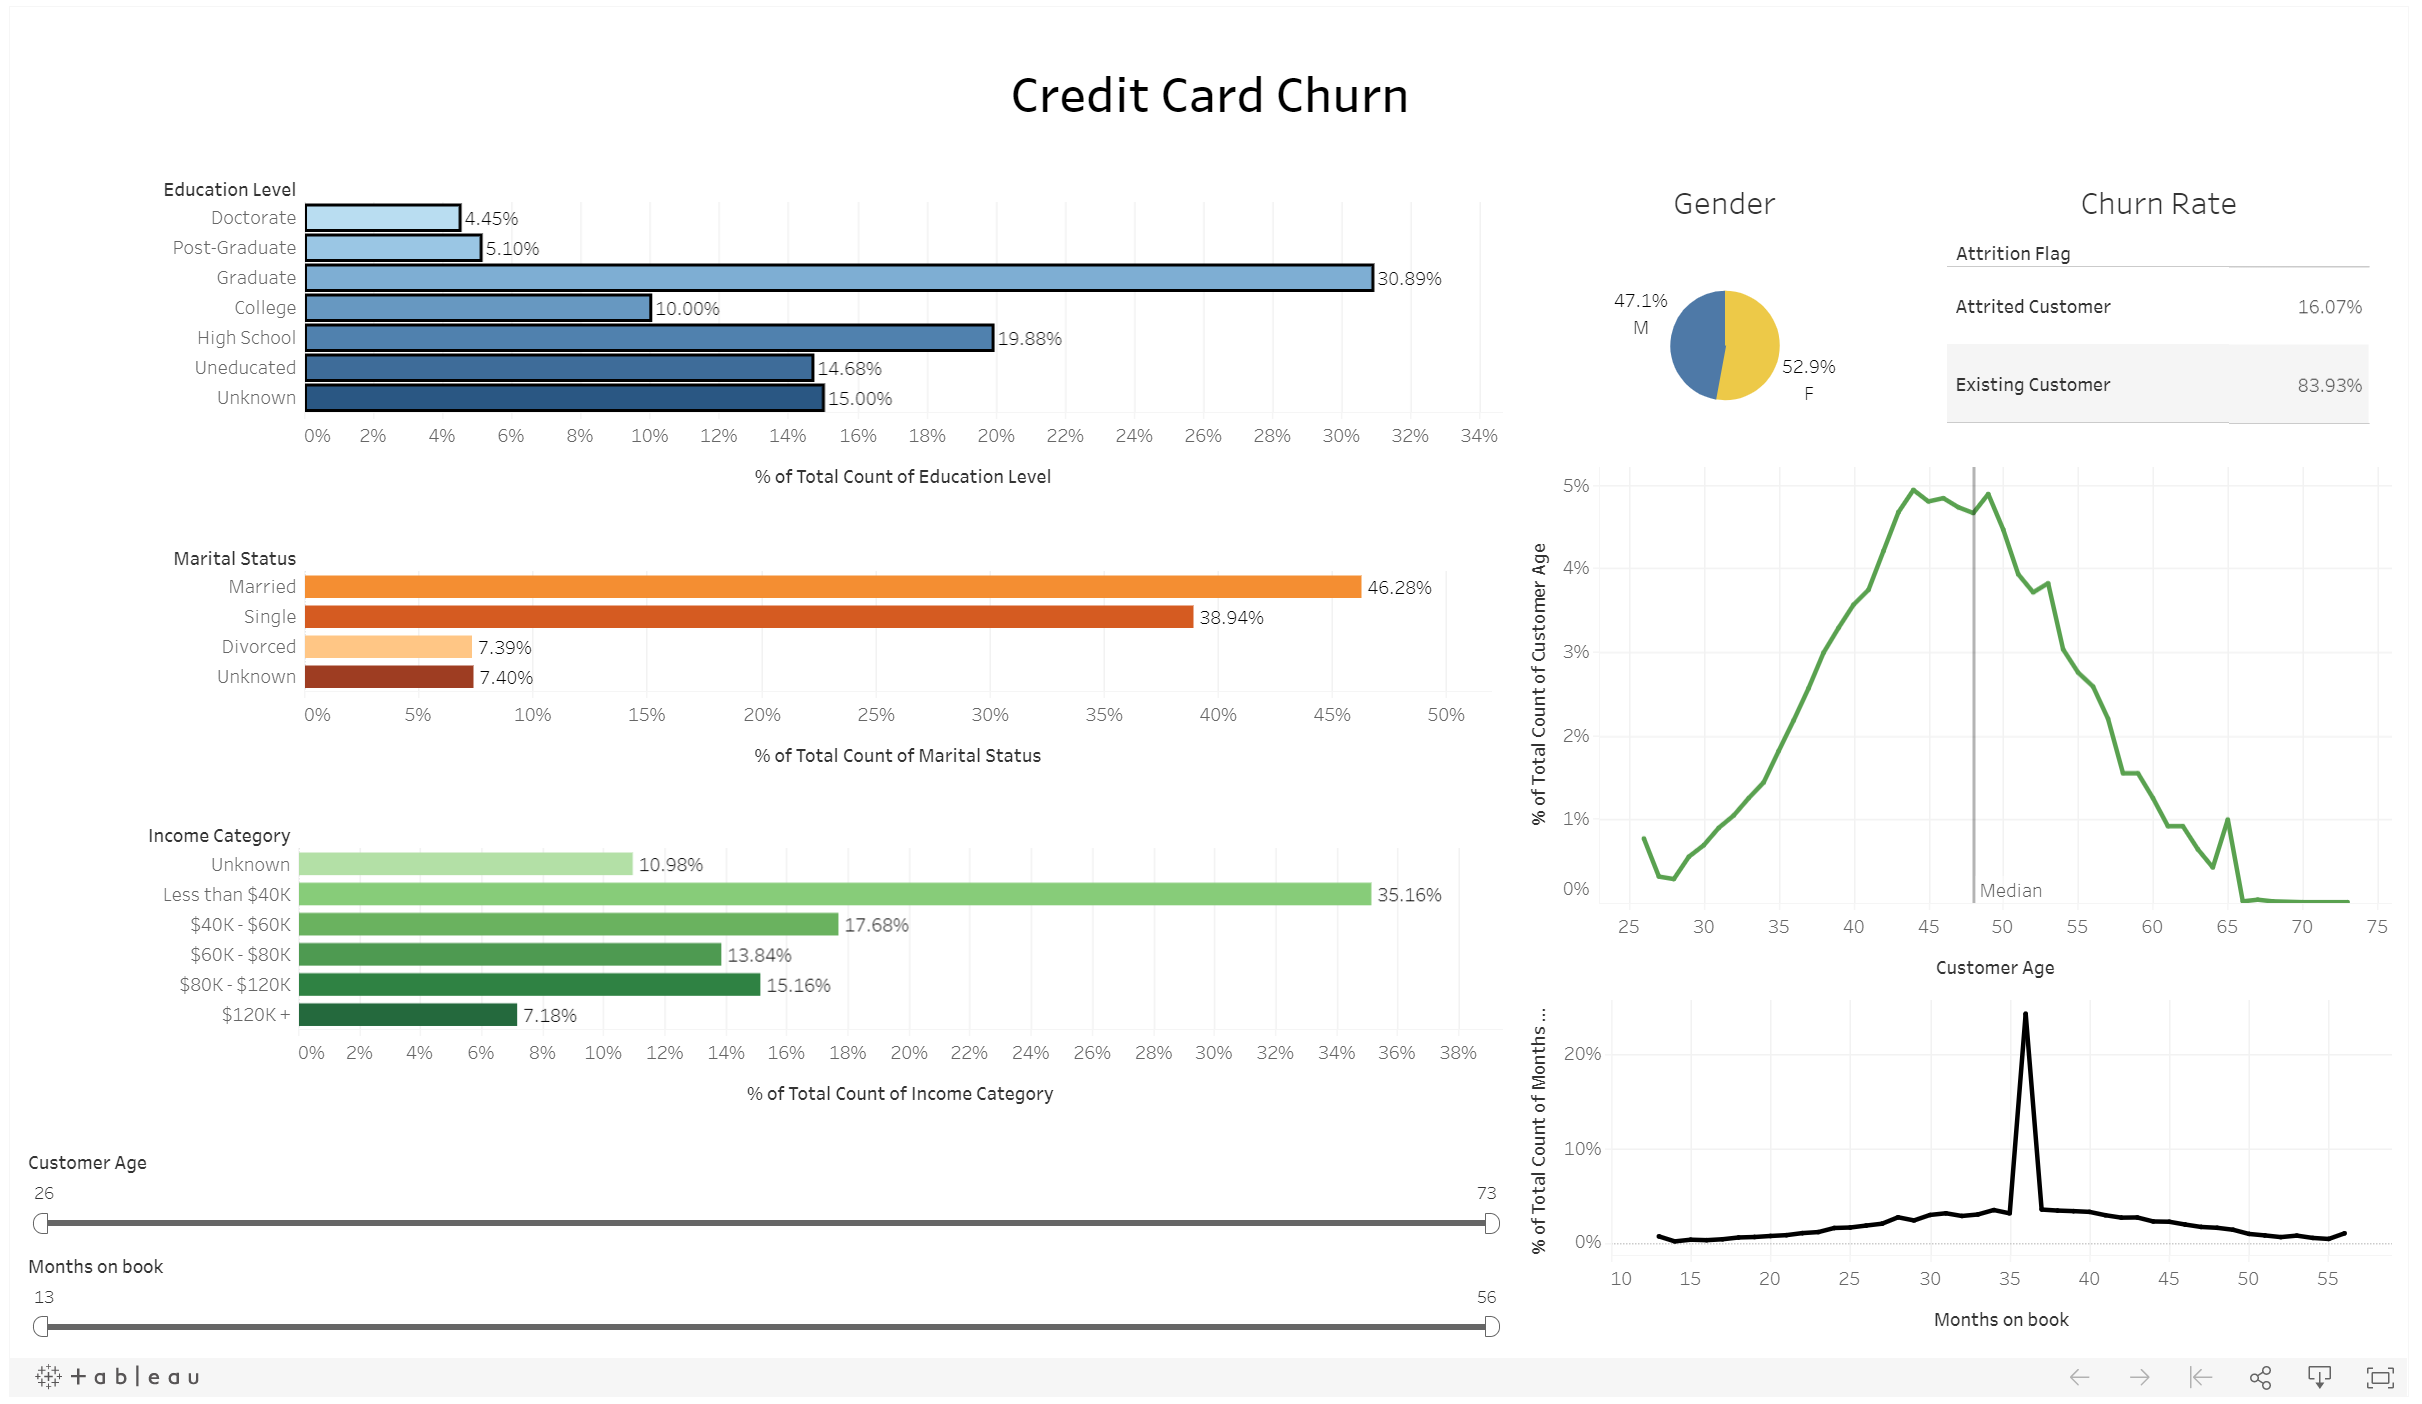 Credit Card Churn
Education Level
Doctorate 4.45%
Post-Graduate 5.10%
Graduate 30.89%
College 10.00%
High School 19.88%
Uneducated 14.68%
Unknown 15.00%
0% 2% 4% 6% 8% 10% 12% 14% 16% 18% 20% 22% 24% 26% 28% 30% 32% 34%
% of Total Count of Education Level
Marital Status
Married 46.28%
Single 38.94%
Divorced 7.39%
Unknown 7.40%
0% 5% 10% 15% 20% 25% 30% 35% 40% 45% 50%
% of Total Count of Marital Status
Income Category
Unknown 10.98%
Less than $40K 35.16%
$40K - $60K 17.68%
$60K - $80K 13.84%
$80K - $120K 15.16%
$120K + 7.18%
0% 2% 4% 6% 8% 10% 12% 14% 16% 18% 20% 22% 24% 26% 28% 30% 32% 34% 36% 38%
% of Total Count of Income Category
Customer Age
26 73
Months on book
13 56
Gender
47.1%
M
52.9%
F
Churn Rate
Attrition Flag
Attrited Customer 16.07%
Existing Customer 83.93%
% of Total Count of Customer Age
5%
4%
3%
2%
1%
0%
Median
25 30 35 40 45 50 55 60 65 70 75
Customer Age
% of Total Count of Months ...
20%
10%
0%
10 15 20 25 30 35 40 45 50 55
Months on book
+ableau